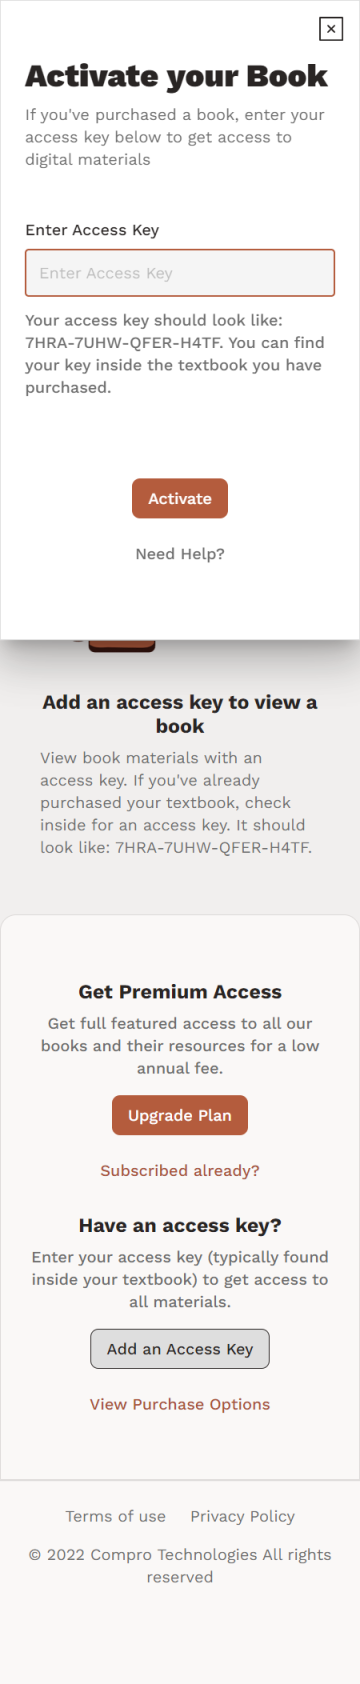 Activate your Book
If you've purchased a book, enter your
access key below to get access to
digital materials
Enter Access Key
Enter Access Key
Your access key should look like:
7HRA-7UHW-QFER-H4TF. You can find
your key inside the textbook you have
purchased.
Activate
Need Help?
Add an access key to view a
book
View book materials with an
access key. If you've already
purchased your textbook, check
inside for an access key. It should
look like: 7HRA-7UHW-QFER-H4TF.
Get Premium Access
Get full featured access to all our
books and their resources for a low
annual fee.
Upgrade Plan
Subscribed already?
Have an access key?
Enter your access key (typically found
inside your textbook) to get access to
all materials.
Add an Access Key
View Purchase Options
Terms of use Privacy Policy
© 2022 Compro Technologies All rights
reserved